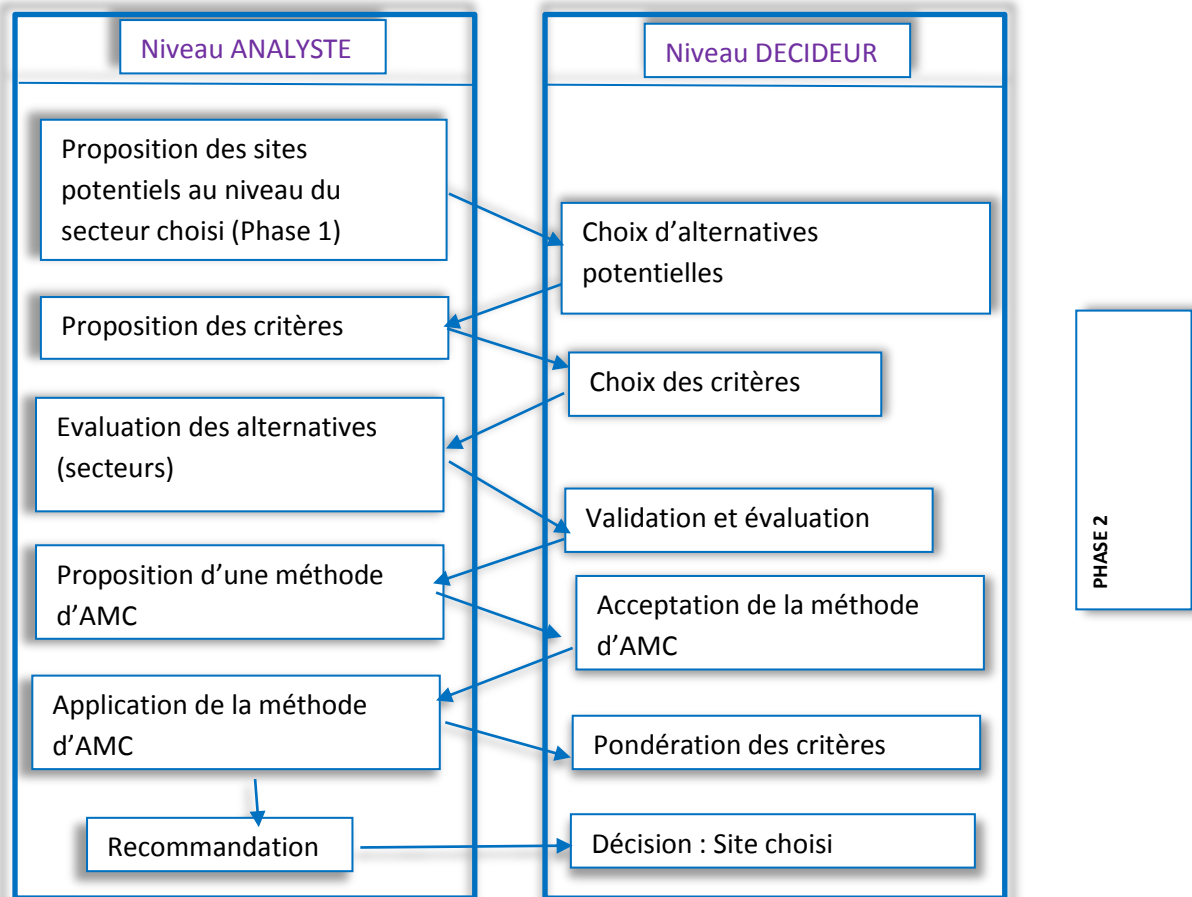 Niveau ANALYSTE
Niveau DECIDEUR
Proposition des sites
potentiels au niveau du
secteur choisi (Phase 1)
Choix d’alternatives
potentielles
Proposition des critères
Choix des critères
Evaluation des alternatives
(secteurs)
Validation et évaluation
Proposition d’une méthode
d’AMC
Acceptation de la méthode
d’AMC
Application de la méthode
d’AMC
Pondération des critères
Recommandation
Décision : Site choisi
PHASE 2